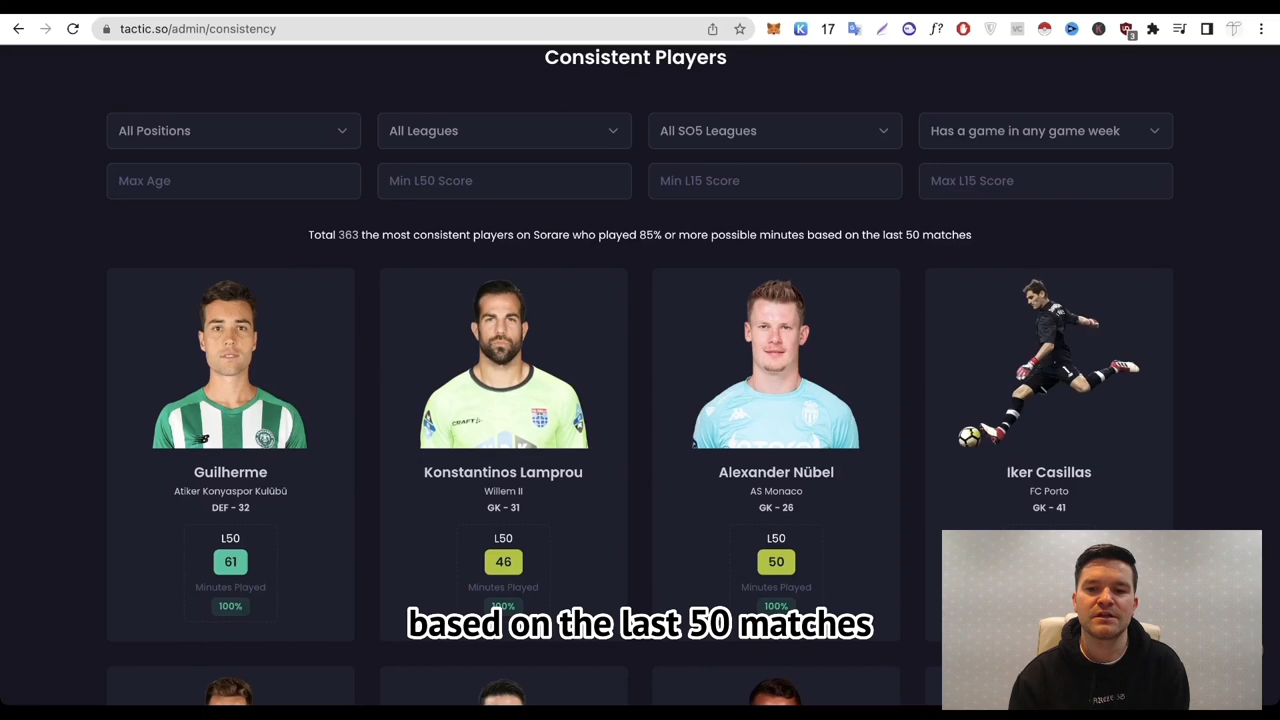 tactic.so/admin/consistency
17
Consistent Players
All Positions
All Leagues
All SO5 Leagues
Has a game in any game week
Max Age
Min L50 Score
Min L15 Score
Max L15 Score
Total 363 the most consistent players on Sorare who played 85% or more possible minutes based on the last 50 matches
Guilherme
Atiker Konyaspor Kulübü
DEF - 32
L50
61
Minutes Played
100%
Konstantinos Lamprou
Willem II
GK - 31
L50
46
Minutes Played
100%
Alexander Nübel
AS Monaco
GK - 26
L50
50
Minutes Played
100%
Iker Casillas
FC Porto
GK - 41
based on the last 50 matches